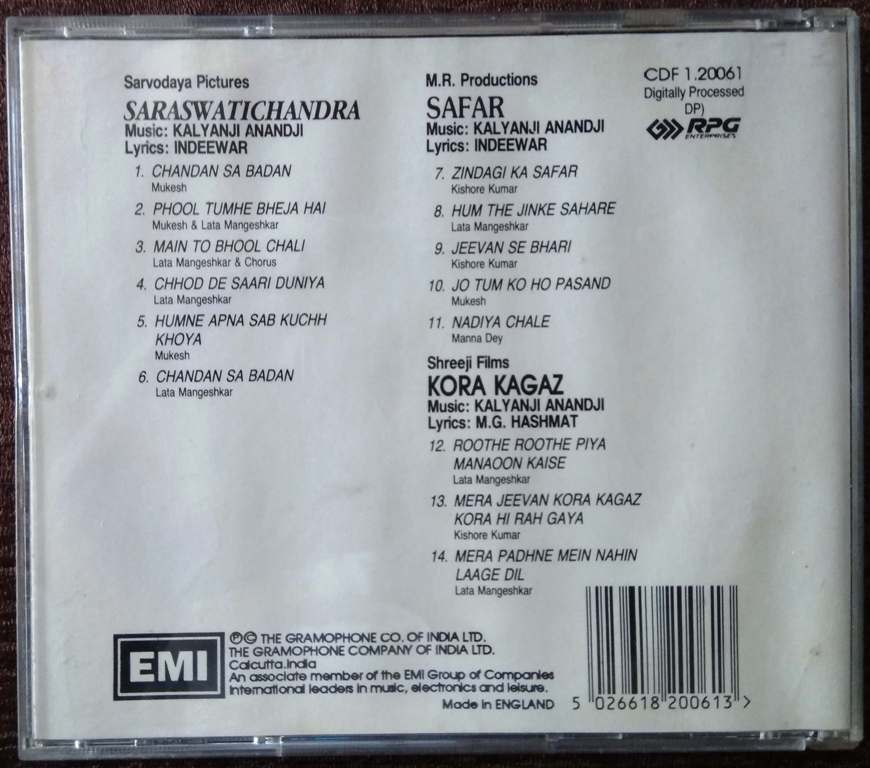 Sarvodaya Pictures
SARASWATICHANDRA
Music: KALYANJI ANANDJI
Lyrics: INDEEWAR
1. CHANDAN SA BADAN
Mukesh
2. PHOOL TUMHE BHEJA HAI
Mukesh & Lata Mangeshkar
3. MAIN TO BHOOL CHALI
Lata Mangeshkar & Chorus
4. CHHOD DE SAARI DUNIYA
Lata Mangeshkar
5. HUMNE APNA SAB KUCHH
KHOYA
Mukesh
6. CHANDAN SA BADAN
Lata Mangeshkar
M.R. Productions
SAFAR
Music: KALYANJI ANANDJI
Lyrics: INDEEWAR
7. ZINDAGI KA SAFAR
Kishore Kumar
8. HUM THE JINKE SAHARE
Lata Mangeshkar
9. JEEVAN SE BHARI
Kishore Kumar
10. JO TUM KO HO PASAND
Mukesh
11. NADIYA CHALE
Manna Dey
Shreeji Films
KORA KAGAZ
Music: KALYANJI ANANDJI
Lyrics: M.G. HASHMAT
12. ROOTHE ROOTHE PIYA
MANAOON KAISE
Lata Mangeshkar
13. MERA JEEVAN KORA KAGAZ
KORA HI RAH GAYA
Kishore Kumar
14. MERA PADHNE MEIN NAHIN
LAAGE DIL
Lata Mangeshkar
CDF 1.20061
Digitally Processed
DP)
RPG
ENTERPRISES
EMI
℗© THE GRAMOPHONE CO. OF INDIA LTD.
THE GRAMOPHONE COMPANY OF INDIA LTD.
Calcutta.India
An associate member of the EMI Group of Companies
International leaders in music, electronics and leisure.
Made in ENGLAND
5 026618 200613 >